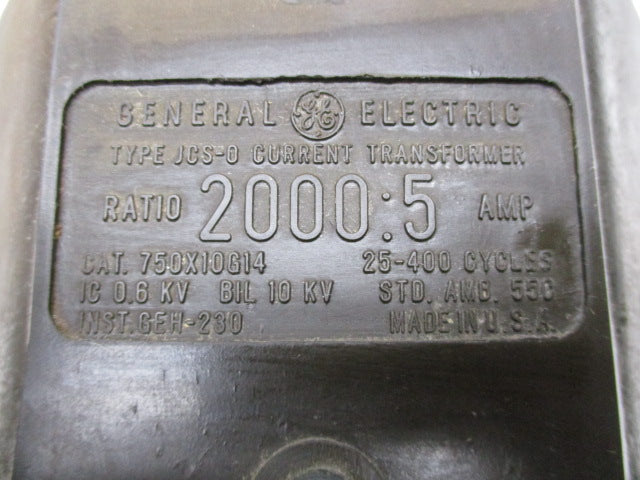 GENERAL GE ELECTRIC
TYPE JCS-0 CURRENT TRANSFORMER
RATIO 2000:5 AMP
CAT. 750X10G14 25-400 CYCLES
IC 0.6 KV BIL 10 KV STD. AMB. 55C
INST. GEH-230 MADE IN U.S.A.